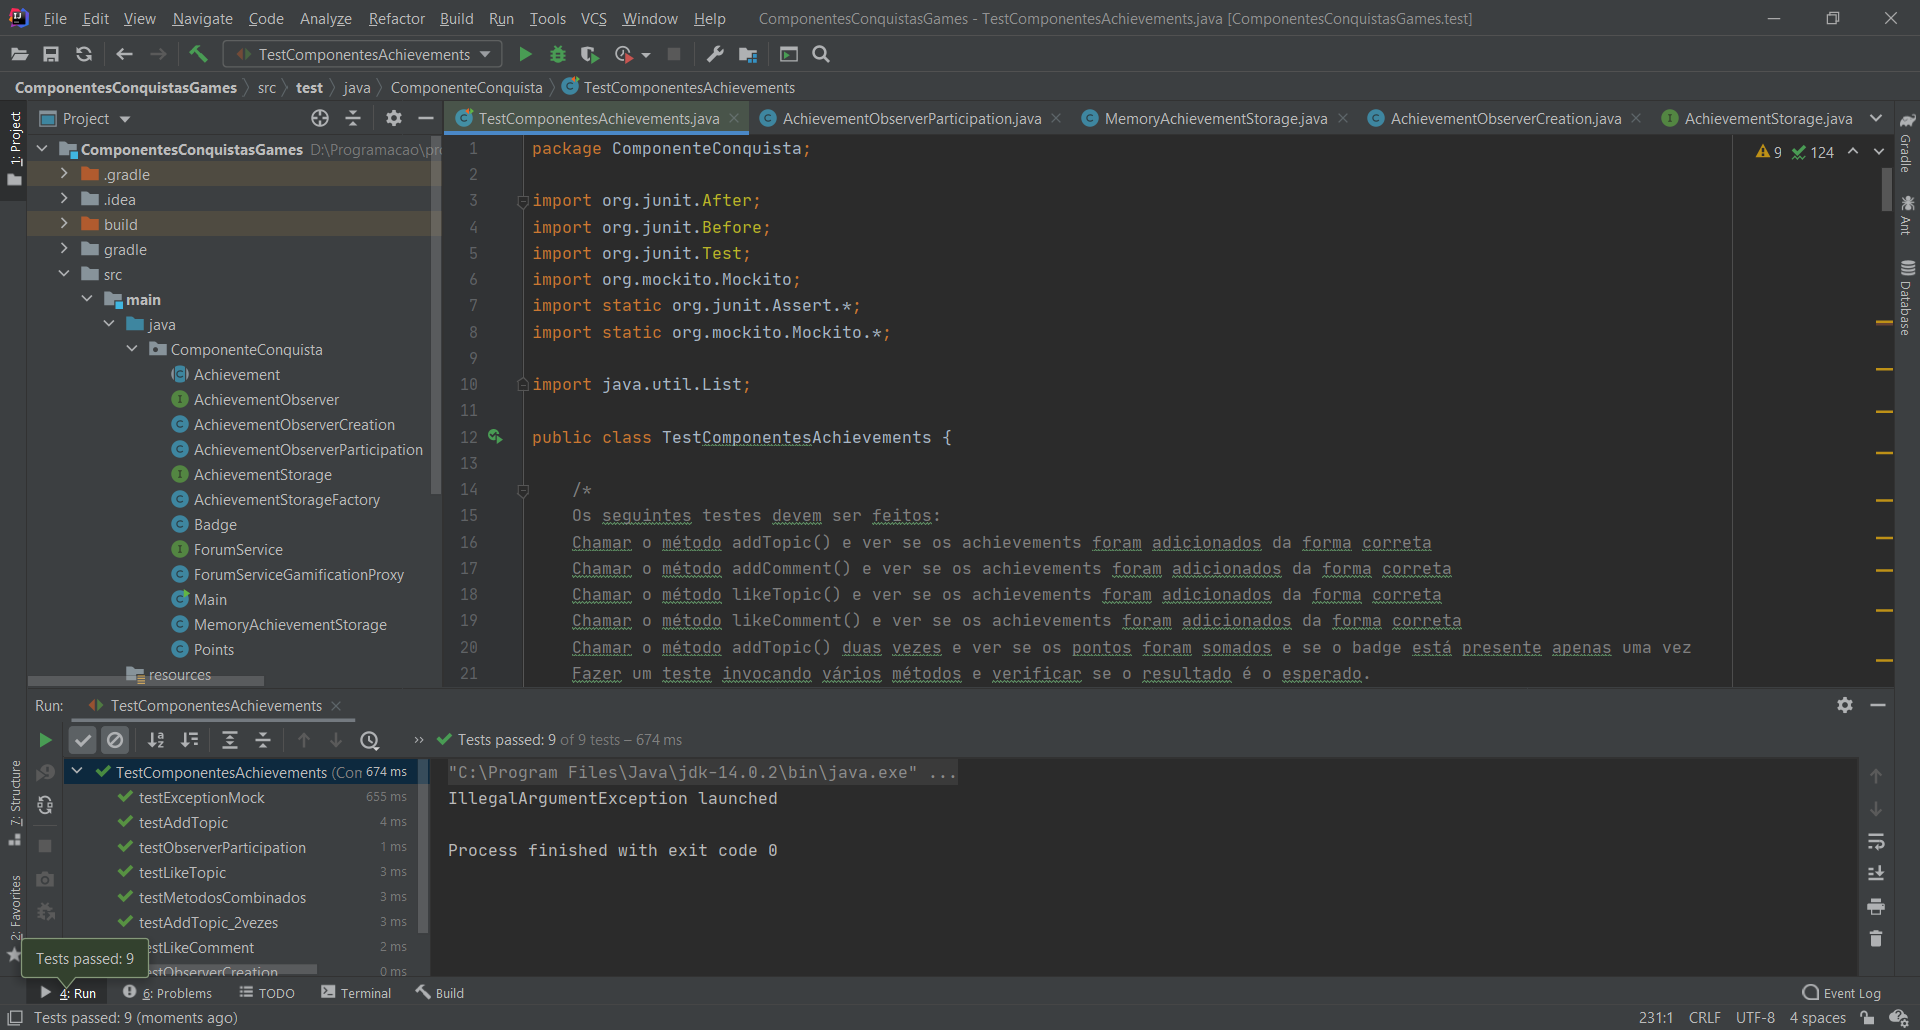 File Edit View Navigate Code Analyze Refactor Build Run Tools VCS Window Help ComponentesConquistasGames - TestComponentesAchievements.java [ComponentesConquistasGames.test]
TestComponentesAchievements
ComponentesConquistasGames src test java ComponenteConquista TestComponentesAchievements
1: Project
Project
TestComponentesAchievements.java AchievementObserverParticipation.java MemoryAchievementStorage.java AchievementObserverCreation.java AchievementStorage.java
Gradle
Ant
Database
ComponentesConquistasGames D:\Programacao\pro
.gradle
.idea
build
gradle
src
main
java
ComponenteConquista
Achievement
AchievementObserver
AchievementObserverCreation
AchievementObserverParticipation
AchievementStorage
AchievementStorageFactory
Badge
ForumService
ForumServiceGamificationProxy
Main
MemoryAchievementStorage
Points
resources
9 124
1 package ComponenteConquista;
2
3 import org.junit.After;
4 import org.junit.Before;
5 import org.junit.Test;
6 import org.mockito.Mockito;
7 import static org.junit.Assert.*;
8 import static org.mockito.Mockito.*;
9
10 import java.util.List;
11
12 public class TestComponentesAchievements {
13
14 /*
15 Os seguintes testes devem ser feitos:
16 Chamar o método addTopic() e ver se os achievements foram adicionados da forma correta
17 Chamar o método addComment() e ver se os achievements foram adicionados da forma correta
18 Chamar o método likeTopic() e ver se os achievements foram adicionados da forma correta
19 Chamar o método likeComment() e ver se os achievements foram adicionados da forma correta
20 Chamar o método addTopic() duas vezes e ver se os pontos foram somados e se o badge está presente apenas uma vez
21 Fazer um teste invocando vários métodos e verificar se o resultado é o esperado.
Run: TestComponentesAchievements
» Tests passed: 9 of 9 tests – 674 ms
7: Structure
2: Favorites
TestComponentesAchievements (Con 674 ms
testExceptionMock 655 ms
testAddTopic 4 ms
testObserverParticipation 1 ms
testLikeTopic 3 ms
testMetodosCombinados 3 ms
testAddTopic_2vezes 3 ms
estLikeComment 2 ms
estObserverCreation 0 ms
"C:\Program Files\Java\jdk-14.0.2\bin\java.exe" ...
IllegalArgumentException launched
Process finished with exit code 0
Tests passed: 9
4: Run 6: Problems TODO Terminal Build Event Log
Tests passed: 9 (moments ago) 231:1 CRLF UTF-8 4 spaces